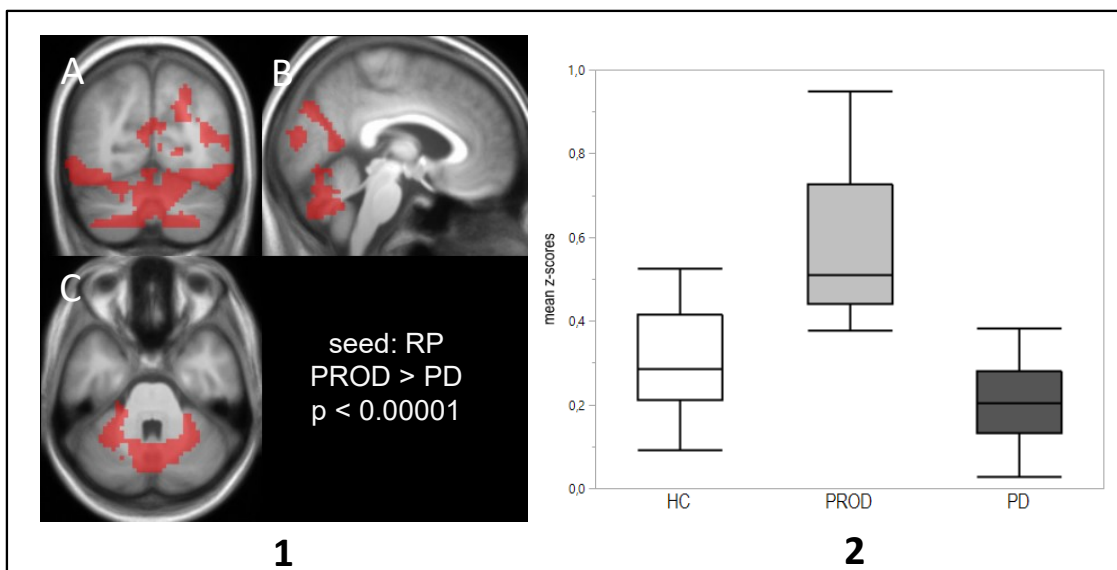 A
B
C
seed: RP
PROD > PD
p < 0.00001
1
mean z-scores
1,0
0,8
0,6
0,4
0,2
0,0
HC
PROD
PD
2